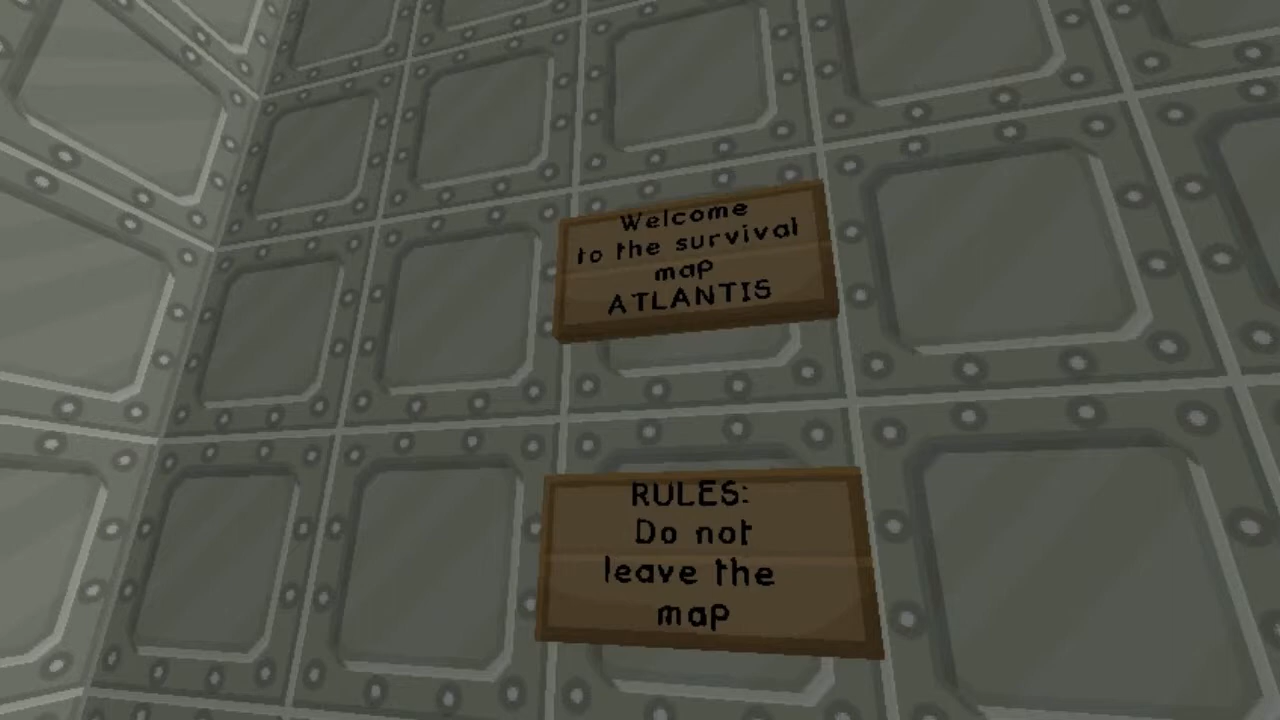 Welcome
to the survival
map
ATLANTIS
RULES:
Do not
leave the
map